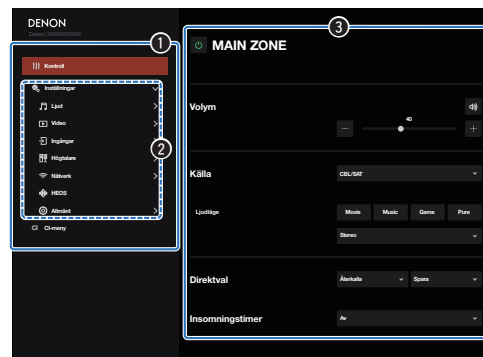 DENON
Denon XXXXXXXXXX
1
Kontroll
Inställningar
Ljud
Video
Ingångar
Högtalare
Nätverk
HEOS
Allmänt
2
CI CI-meny
3
MAIN ZONE
Volym
40
Källa
CBL/SAT
Ljudläge
Movie Music Game Pure
Stereo
Direktval
Återkalla Spara
Insomningstimer
Av